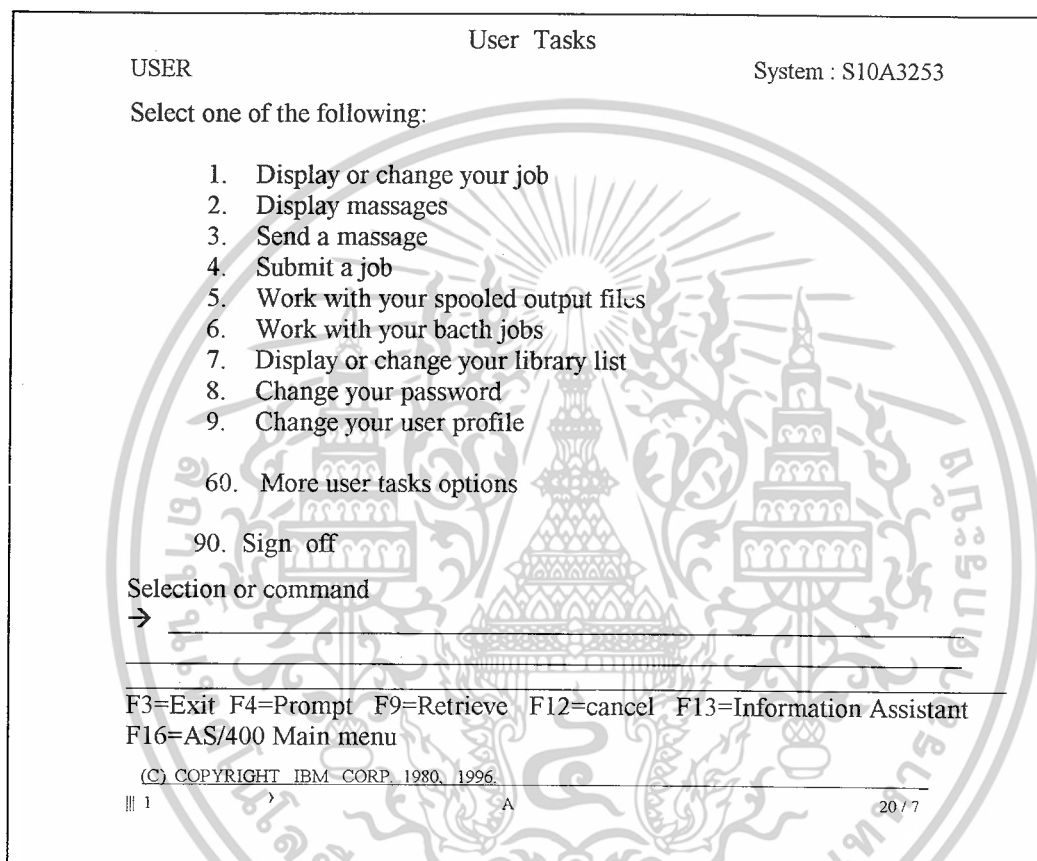 User Tasks
USER System : S10A3253
Select one of the following:
1. Display or change your job
2. Display massages
3. Send a massage
4. Submit a job
5. Work with your spooled output files
6. Work with your bacth jobs
7. Display or change your library list
8. Change your password
9. Change your user profile
60. More user tasks options
90. Sign off
Selection or command
→
F3=Exit F4=Prompt F9=Retrieve F12=cancel F13=Information Assistant
F16=AS/400 Main menu
(C) COPYRIGHT IBM CORP. 1980, 1996.
1 A 20 / 7